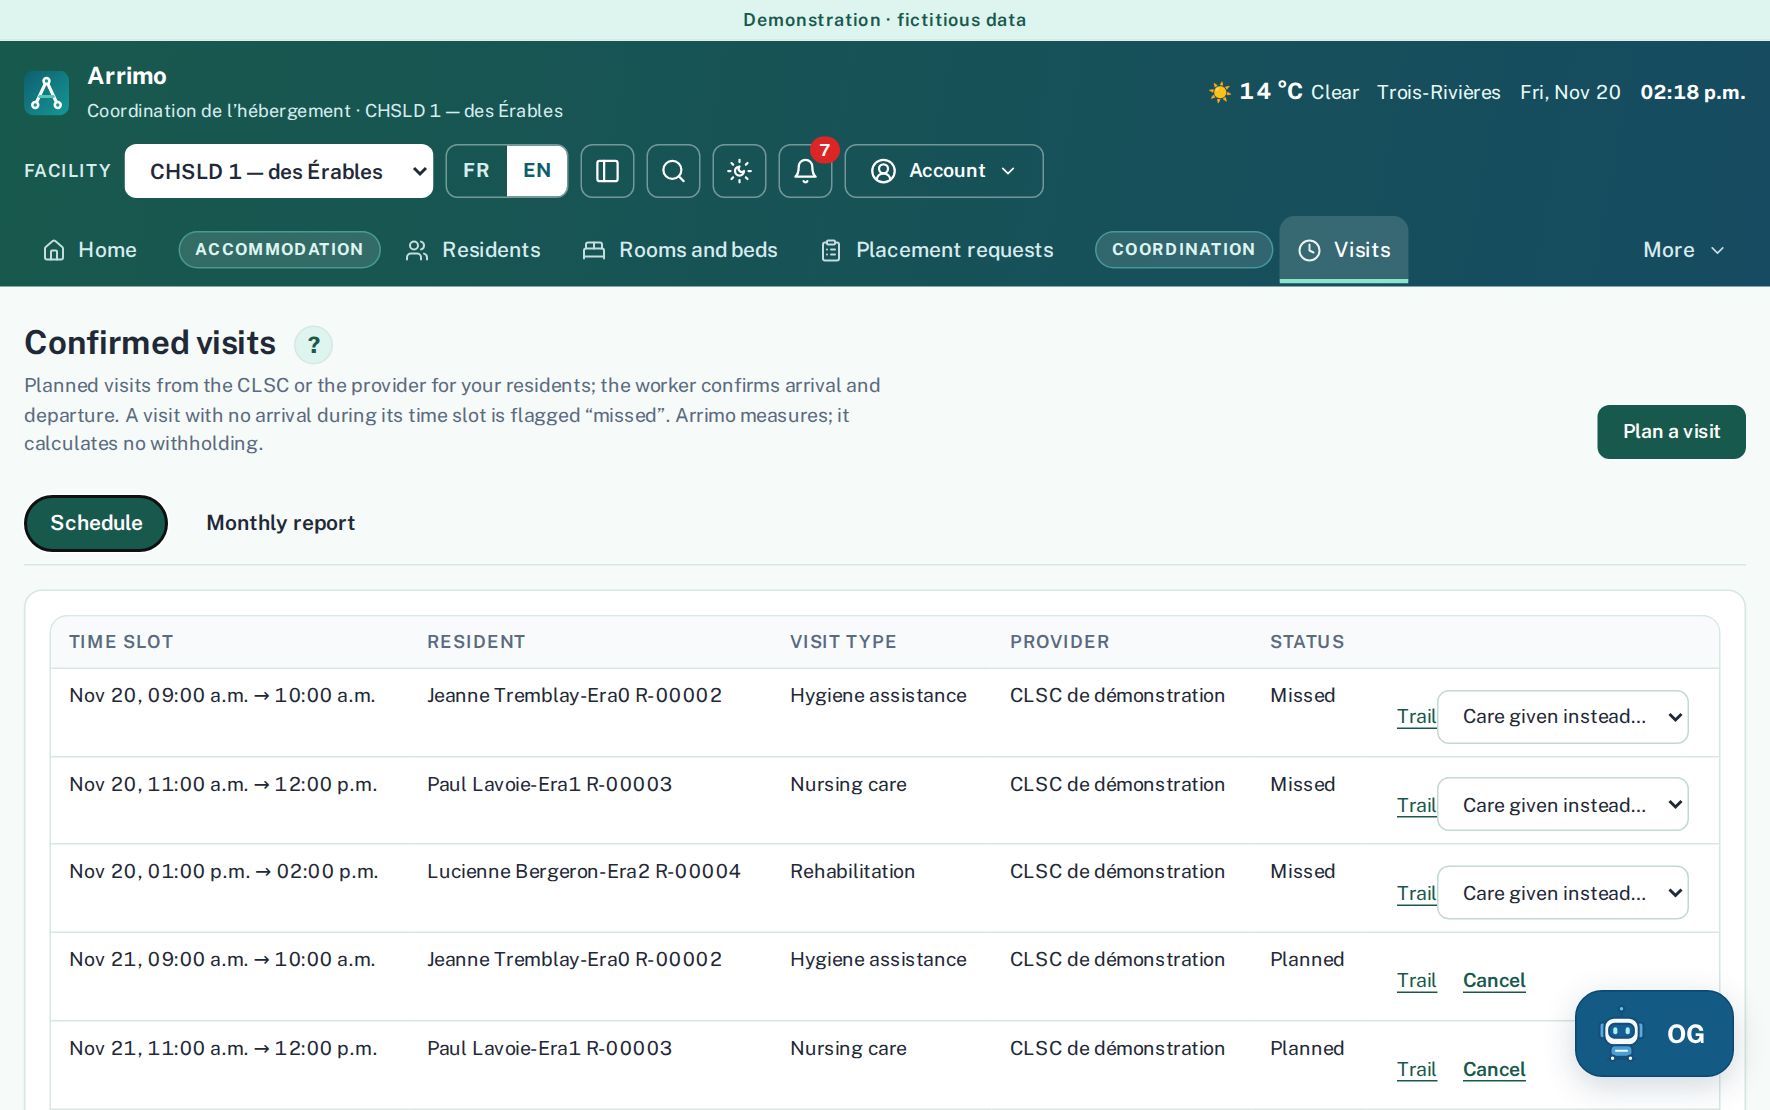 Demonstration · fictitious data
Arrimo
Coordination de l’hébergement · CHSLD 1 — des Érables
14 °C Clear Trois-Rivières Fri, Nov 20 02:18 p.m.
FACILITY CHSLD 1 — des Érables FR EN 7 Account
Home ACCOMMODATION Residents Rooms and beds Placement requests COORDINATION Visits More
Confirmed visits ?
Planned visits from the CLSC or the provider for your residents; the worker confirms arrival and
departure. A visit with no arrival during its time slot is flagged “missed”. Arrimo measures; it
calculates no withholding.
Plan a visit
Schedule Monthly report
TIME SLOT RESIDENT VISIT TYPE PROVIDER STATUS
Nov 20, 09:00 a.m. → 10:00 a.m. Jeanne Tremblay-Era0 R-00002 Hygiene assistance CLSC de démonstration Missed
Trail Care given instead...
Nov 20, 11:00 a.m. → 12:00 p.m. Paul Lavoie-Era1 R-00003 Nursing care CLSC de démonstration Missed
Trail Care given instead...
Nov 20, 01:00 p.m. → 02:00 p.m. Lucienne Bergeron-Era2 R-00004 Rehabilitation CLSC de démonstration Missed
Trail Care given instead...
Nov 21, 09:00 a.m. → 10:00 a.m. Jeanne Tremblay-Era0 R-00002 Hygiene assistance CLSC de démonstration Planned
Trail Cancel
OG
Nov 21, 11:00 a.m. → 12:00 p.m. Paul Lavoie-Era1 R-00003 Nursing care CLSC de démonstration Planned
Trail Cancel